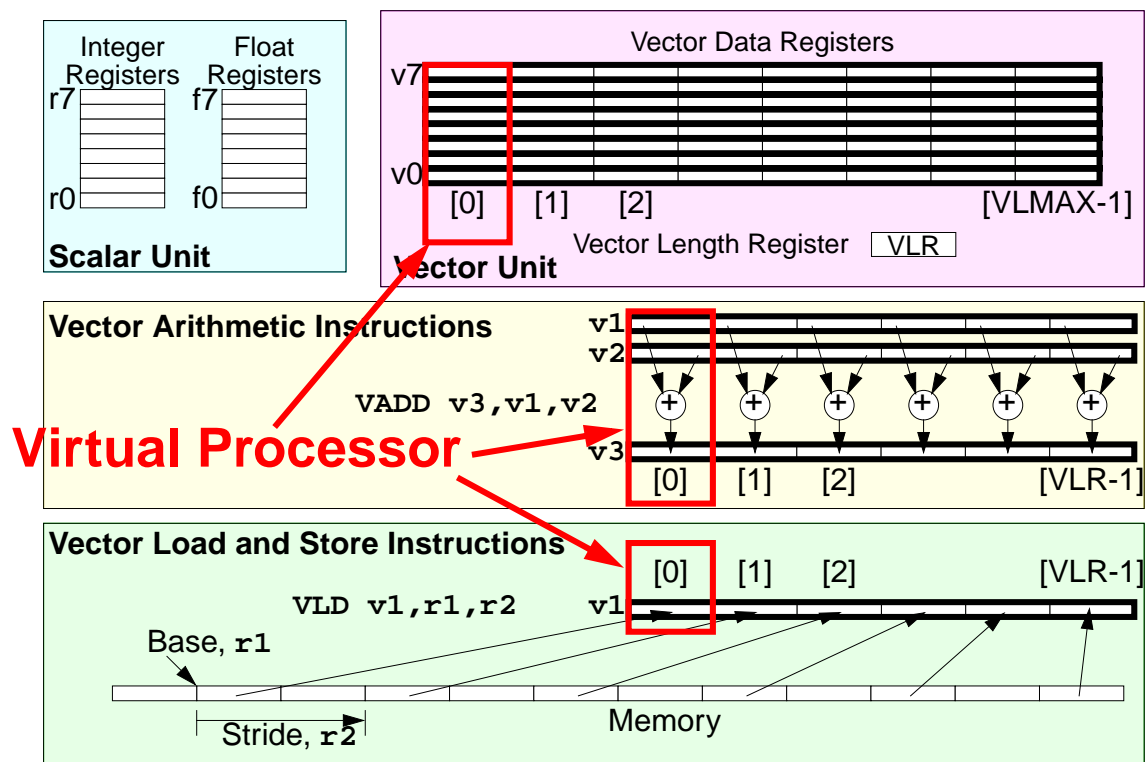 Integer Registers
Float Registers
r7
f7
r0
f0
Scalar Unit
Vector Data Registers
v7
v0
[0] [1] [2] [VLMAX-1]
Vector Length Register VLR
Vector Unit
Vector Arithmetic Instructions
v1
v2
VADD v3,v1,v2
+ + + + + +
Virtual Processor
v3
[0] [1] [2] [VLR-1]
Vector Load and Store Instructions
[0] [1] [2] [VLR-1]
VLD v1,r1,r2
v1
Base, r1
Stride, r2
Memory